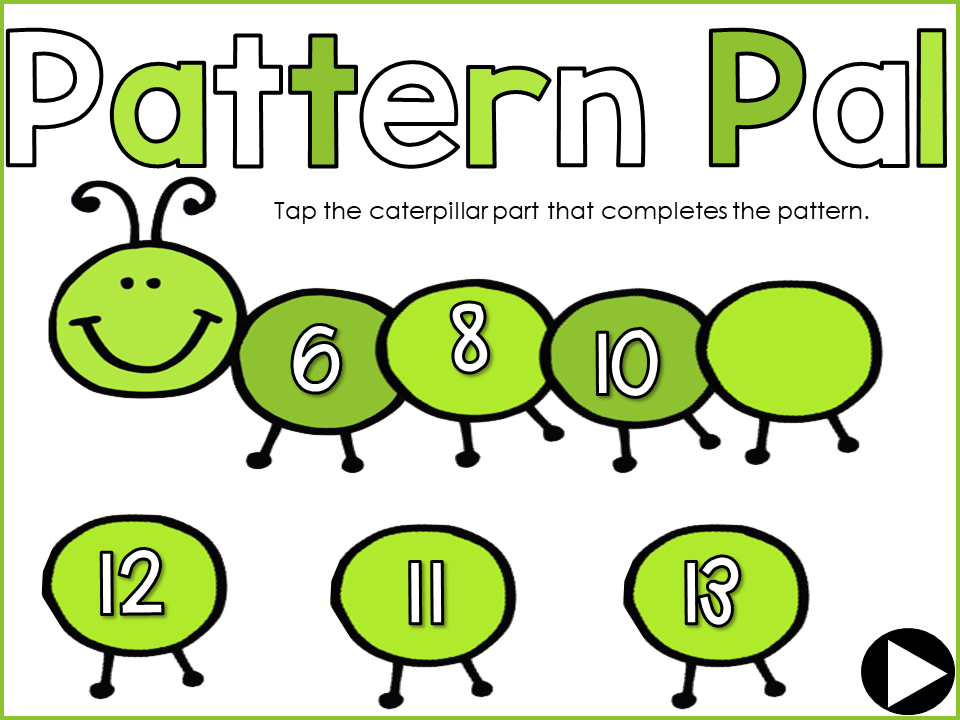 Pattern Pal
Tap the caterpillar part that completes the pattern.
6 8 10
12 11 13